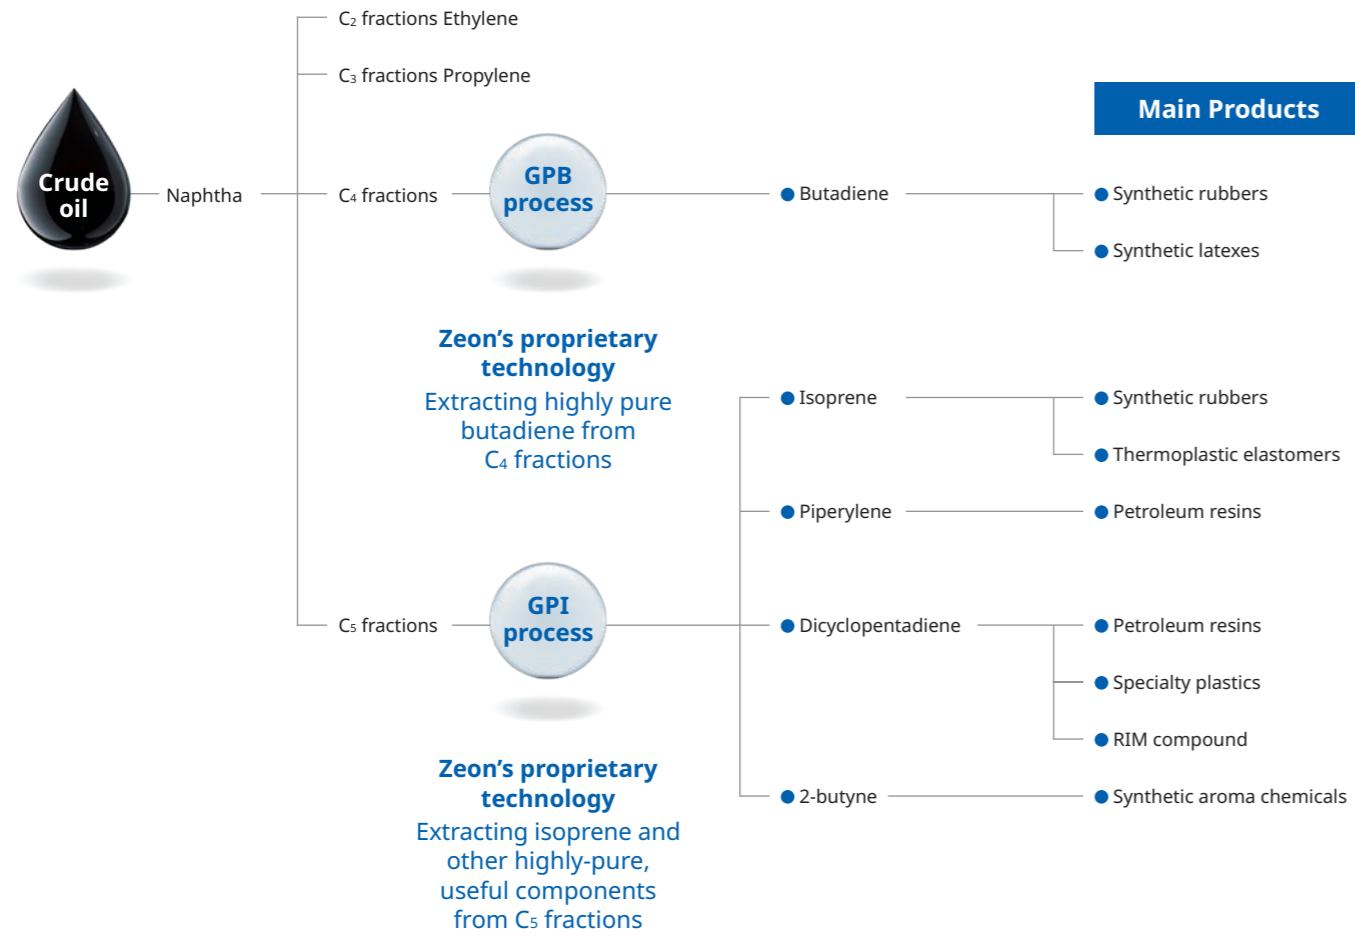 C₂ fractions Ethylene
C₃ fractions Propylene
Main Products
Crude
oil
Naphtha
C₄ fractions
GPB
process
Butadiene
Synthetic rubbers
Synthetic latexes
Zeon's proprietary
technology
Extracting highly pure
butadiene from
C₄ fractions
Isoprene
Synthetic rubbers
Thermoplastic elastomers
Piperylene
Petroleum resins
C₅ fractions
GPI
process
Dicyclopentadiene
Petroleum resins
Specialty plastics
RIM compound
2-butyne
Synthetic aroma chemicals
Zeon's proprietary
technology
Extracting isoprene and
other highly-pure,
useful components
from C₅ fractions